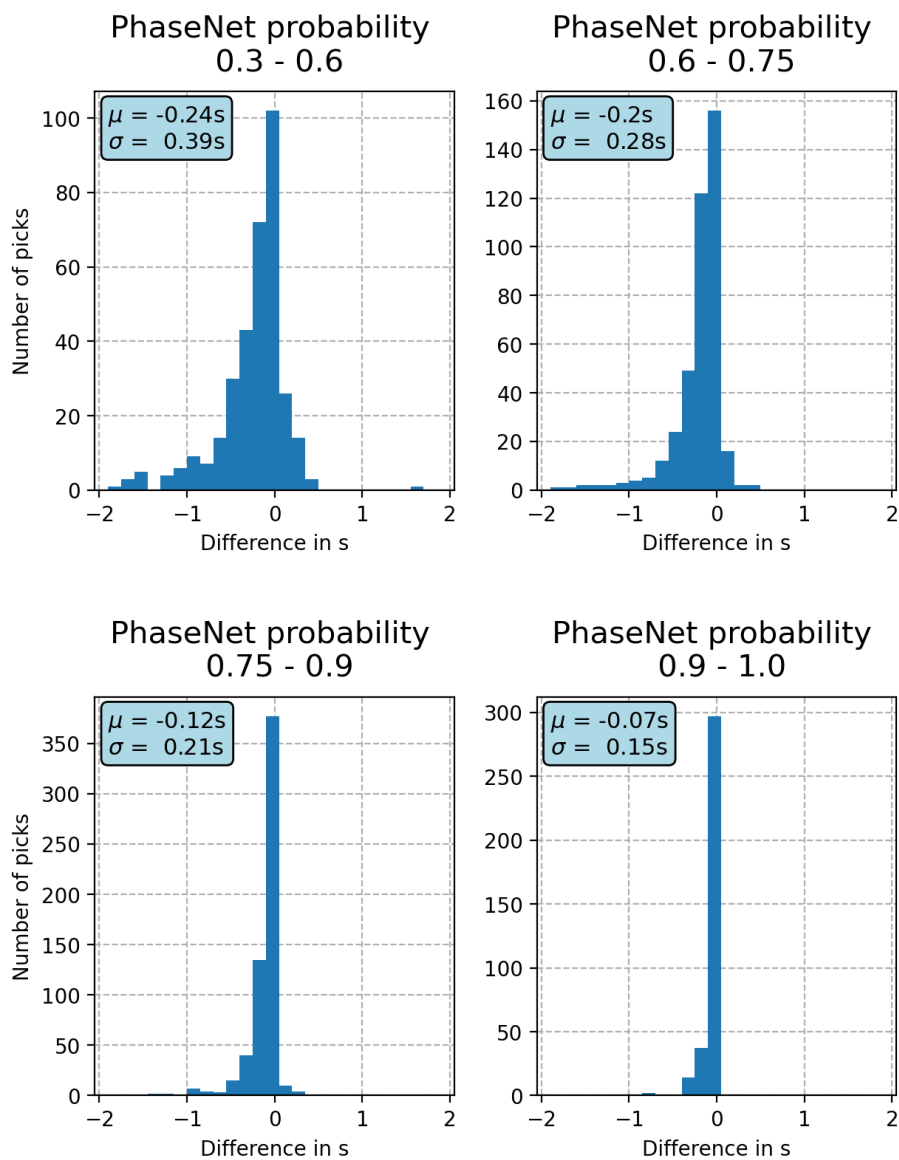 PhaseNet probability
0.3 - 0.6
μ = -0.24s
σ =  0.39s
100
80
60
40
20
0
Number of picks
−2
−1
0
1
2
Difference in s
PhaseNet probability
0.6 - 0.75
μ = -0.2s
σ =  0.28s
160
140
120
100
80
60
40
20
0
−2
−1
0
1
2
Difference in s
PhaseNet probability
0.75 - 0.9
μ = -0.12s
σ =  0.21s
350
300
250
200
150
100
50
0
Number of picks
−2
−1
0
1
2
Difference in s
PhaseNet probability
0.9 - 1.0
μ = -0.07s
σ =  0.15s
300
250
200
150
100
50
0
−2
−1
0
1
2
Difference in s